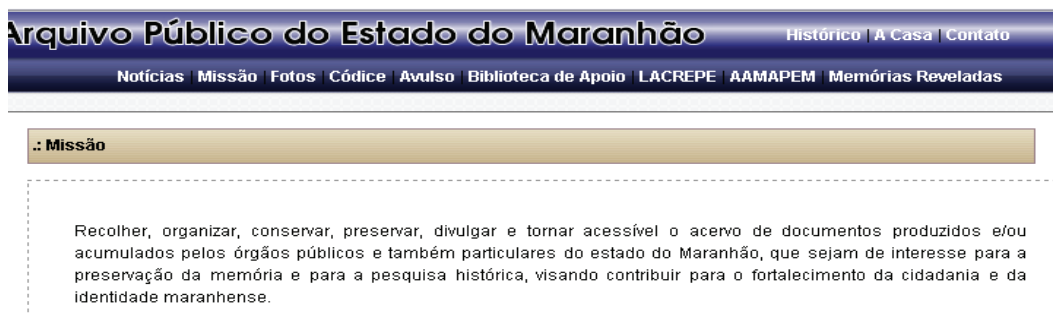 Arquivo Público do Estado do Maranhão
Histórico | A Casa | Contato
Notícias | Missão | Fotos | Códice | Avulso | Biblioteca de Apoio | LACREPE | AAMAPEM | Memórias Reveladas
.: Missão
Recolher, organizar, conservar, preservar, divulgar e tornar acessível o acervo de documentos produzidos e/ou
acumulados pelos órgãos públicos e também particulares do estado do Maranhão, que sejam de interesse para a
preservação da memória e para a pesquisa histórica, visando contribuir para o fortalecimento da cidadania e da
identidade maranhense.